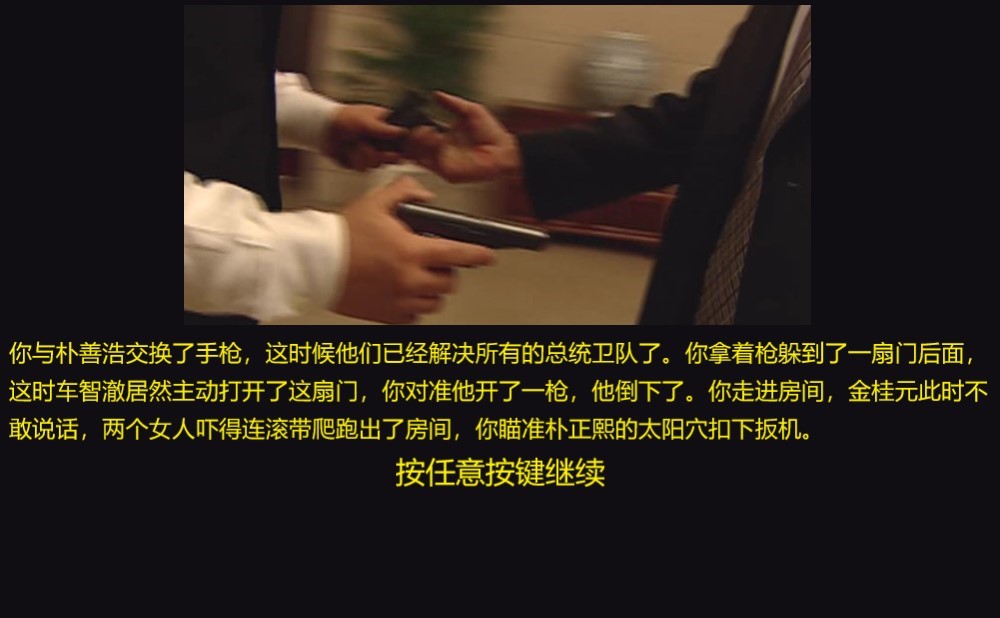 你与朴善浩交换了手枪，这时候他们已经解决所有的总统卫队了。你拿着枪躲到了一扇门后面，
这时车智澈居然主动打开了这扇门，你对准他开了一枪，他倒下了。你走进房间，金桂元此时不
敢说话，两个女人吓得连滚带爬跑出了房间，你瞄准朴正熙的太阳穴扣下扳机。
按任意按键继续